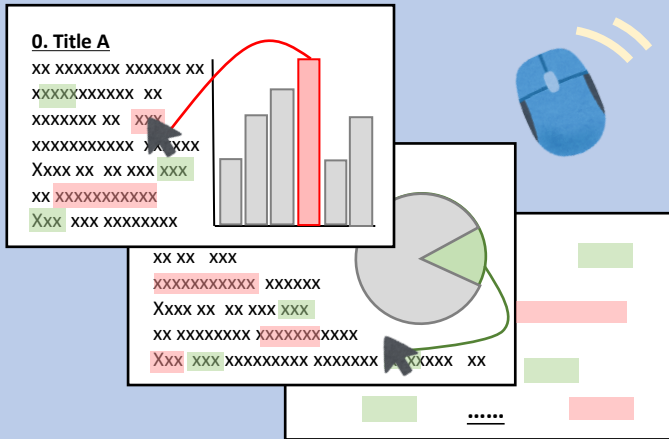 0. Title A
xx xxxxxxx xxxxxx xx
xxxxxxxxxxx xx
xxxxxxx xx xxx
xxxxxxxxxxx
Xxxx xx xx xxx xxx
xx xxxxxxxxxxx
Xxx xxx xxxxxxxx
xx xx xxx
xxxxxxxxxxx xxxxxx
Xxxx xx xx xxx xxx
xx xxxxxxxx xxxxxxxxxxx
Xxx xxx xxxxxxxxx xxxxxxx xx
......